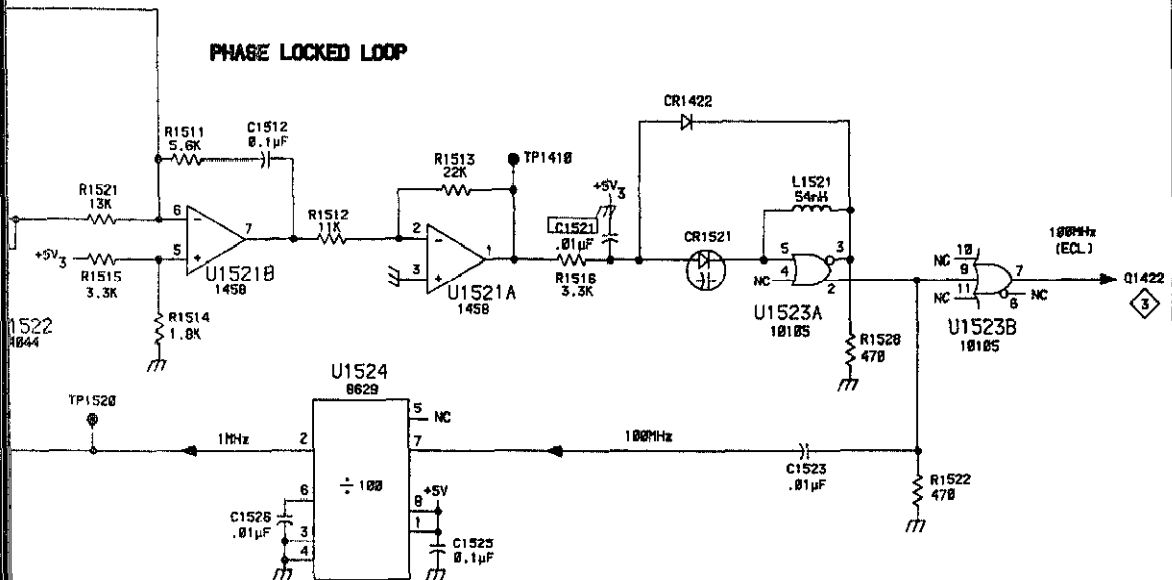 PHASE LOCKED LOOP
CR1422
R1511
5.6K
C1512
0.1µF
R1513
22K
TP1410
+5V3
L1521
54nH
R1521
13K
6
7
R1512
11K
2
1
C1521
.01µF
CR1521
5
3
10
NC
100MHz
(ECL)
+5V3
5
U1521B
1458
3
U1521A
1458
R1516
3.3K
NC
4
2
9
7
Q1422
3
R1515
3.3K
NC
11
6
NC
U1523A
10105
U1523B
10105
R1514
1.8K
R1528
470
U1524
8629
TP1520
5
NC
1MHz
2
7
100MHz
C1523
.01µF
÷ 100
6
+5V
8
1
R1522
470
C1526
.01µF
3
4
C1525
0.1µF